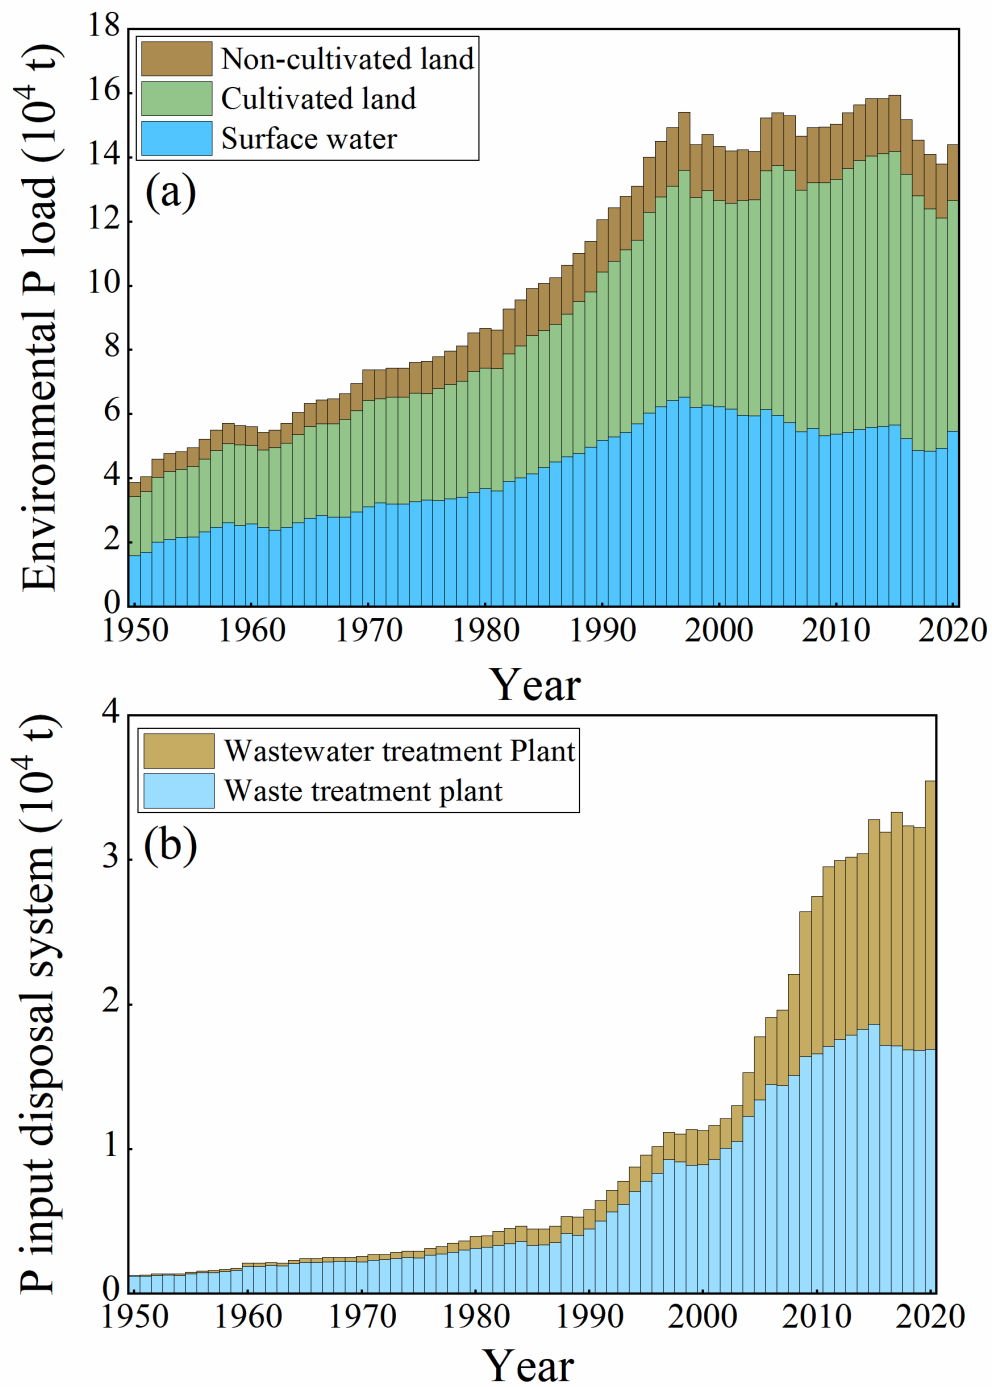 Environmental P load (10⁴ t)
18
16
14
12
10
8
6
4
2
0
Non-cultivated land
Cultivated land
Surface water
(a)
1950 1960 1970 1980 1990 2000 2010 2020
Year
P input disposal system (10⁴ t)
4
3
2
1
0
Wastewater treatment Plant
Waste treatment plant
(b)
1950 1960 1970 1980 1990 2000 2010 2020
Year